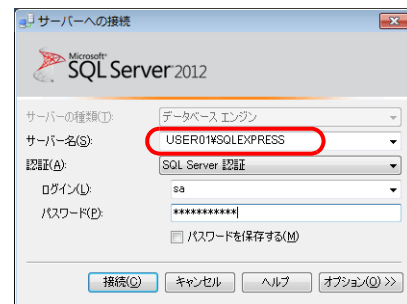 サーバーへの接続
Microsoft
SQL Server 2012
サーバーの種類(T): データベース エンジン
サーバー名(S): USER01¥SQLEXPRESS
認証(A): SQL Server 認証
ログイン(L): sa
パスワード(P): ***********
パスワードを保存する(M)
接続(C) キャンセル ヘルプ オプション(O) >>